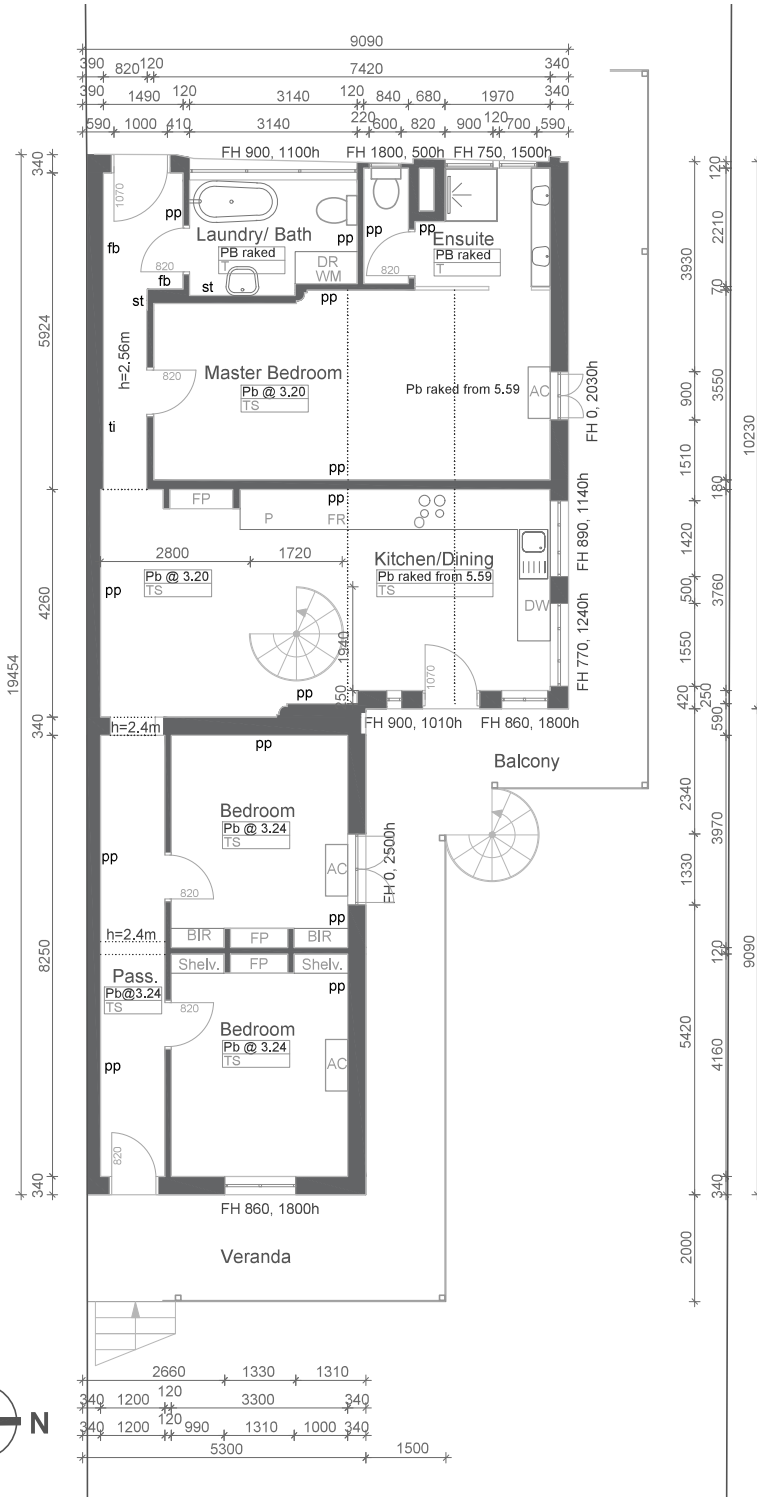 9090
390 820 120 7420 340
390 1490 120 3140 120 840 680 1970 340
590 1000 410 3140 220 600 820 900 120 700 590
FH 900, 1100h FH 1800, 500h FH 750, 1500h
340
1070
pp
Laundry/ Bath
PB raked
T
pp
pp
pp
Ensuite
PB raked
T
fb
820
fb
st
st
DR
WM
pp
820
120
2210
3930
70
5924
h=2.56m
820
Master Bedroom
Pb @ 3.20
TS
Pb raked from 5.59
AC
FH 0, 2030h
900
3550
10230
ti
pp
1510
180
FP
pp
P FR
FH 890, 1140h
1420
2800 1720
Kitchen/Dining
Pb raked from 5.59
TS
Pb @ 3.20
TS
pp
500
3760
DW
4260
1940
FH 770, 1240h
1550
19454
1070
pp
250
420
590
340
h=2.4m
FH 900, 1010h FH 860, 1800h
pp
Balcony
2340
Bedroom
Pb @ 3.24
TS
pp
AC
FH 0, 2500h
3970
1330
820
pp
h=2.4m
BIR FP BIR
8250
120
9090
Shelv. FP Shelv.
Pass.
Pb@3.24
TS
pp
820
Bedroom
Pb @ 3.24
TS
AC
5420
4160
pp
820
340
340
FH 860, 1800h
Veranda
2000
2660 1330 1310
340 1200 120 3300 340
340 1200 120 990 1310 1000 340
5300 1500
N